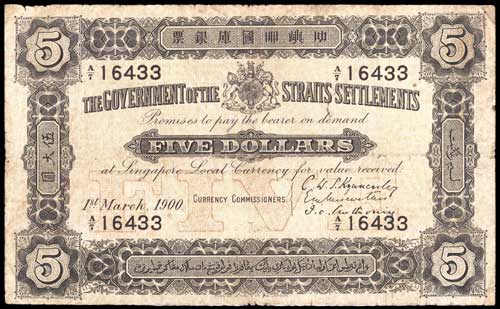 5 票銀庫國呷嶼叻 5
A/7 16433 A/7 16433
THE GOVERNMENT OF THE STRAITS SETTLEMENTS
Promises to pay the bearer on demand
伍大圓
FIVE DOLLARS
at Singapore Local Currency for value received
FIVE
1st March, 1900 CURRENCY COMMISSIONERS.
A/7 16433 A/7 16433
5 5